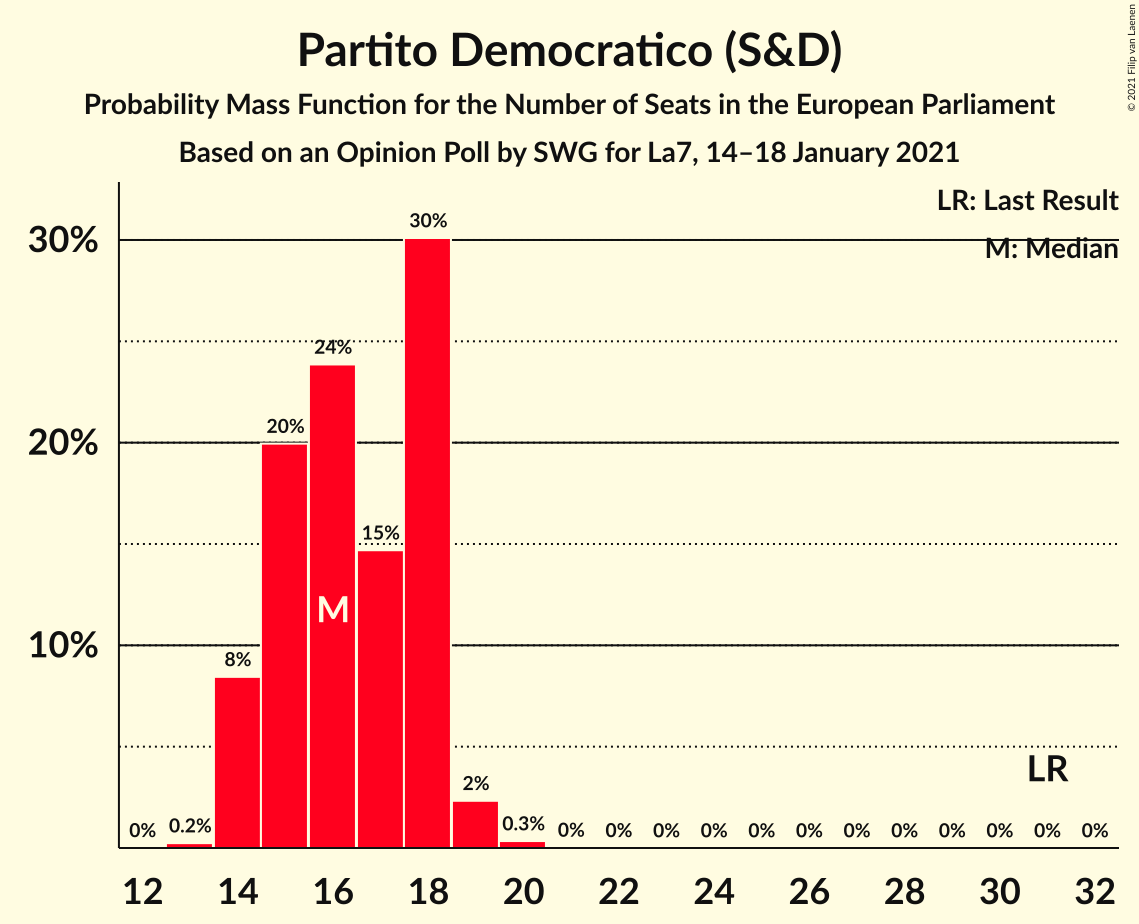 Partito Democratico (S&D)
Probability Mass Function for the Number of Seats in the European Parliament
Based on an Opinion Poll by SWG for La7, 14–18 January 2021
© 2021 Filip van Laenen
LR: Last Result
M: Median
30%
20%
10%
0%
0.2%
8%
20%
24%
15%
30%
2%
0.3%
0%
0%
0%
0%
0%
0%
0%
0%
0%
0%
0%
0%
M
LR
12 14 16 18 20 22 24 26 28 30 32